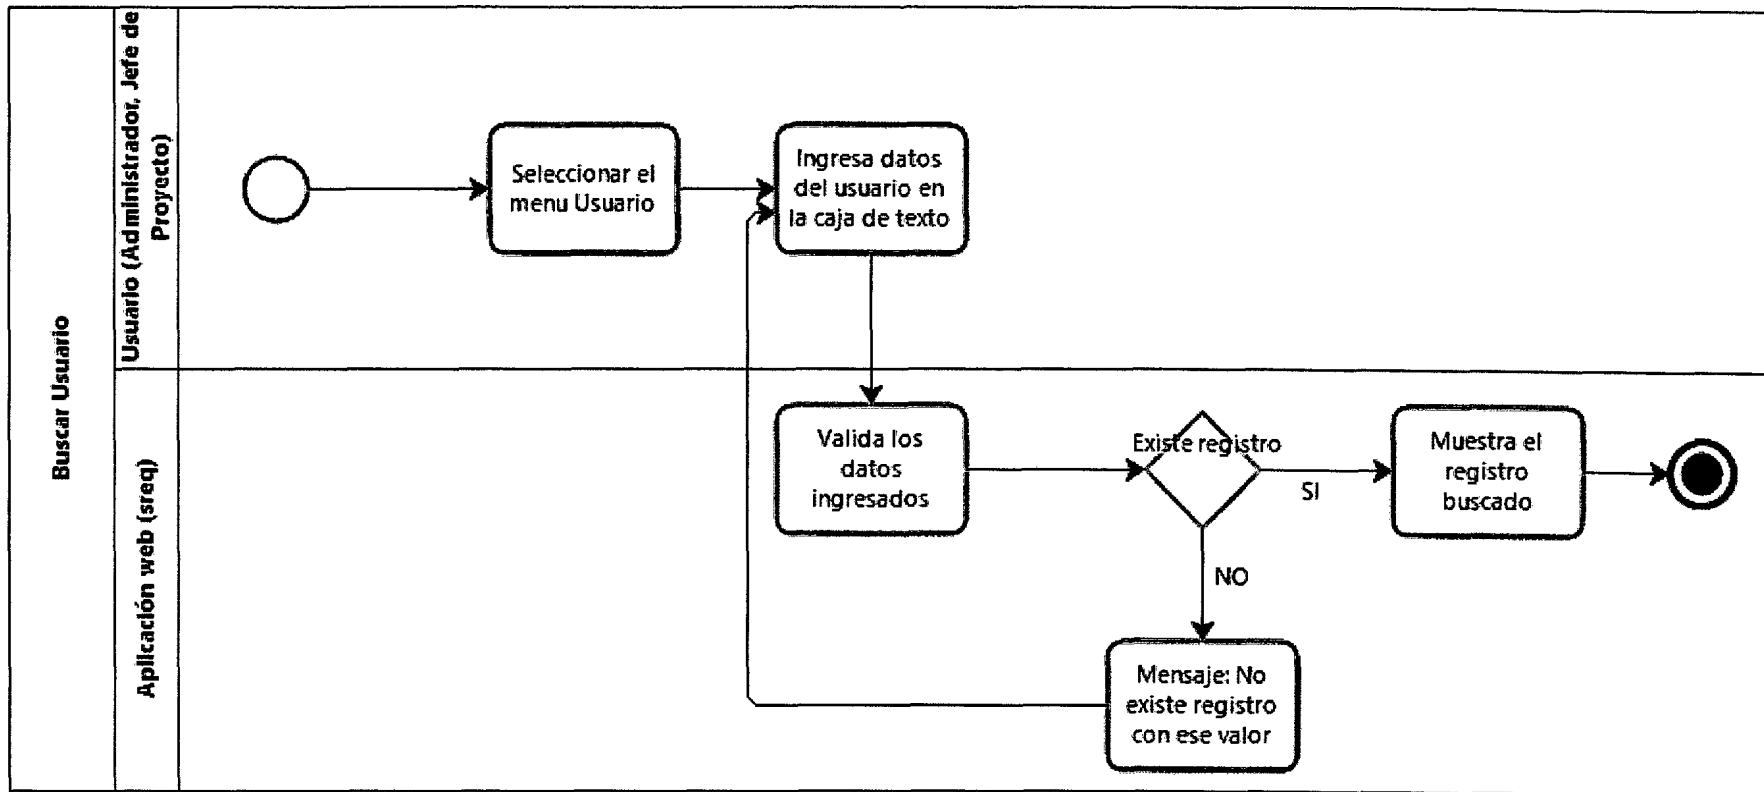 Buscar Usuario
Usuario (Administrador, Jefe de
Proyecto)
Seleccionar el
menu Usuario
Ingresa datos
del usuario en
la caja de texto
Aplicación web (sreq)
Valida los
datos
ingresados
Existe registro
SI
Muestra el
registro
buscado
NO
Mensaje: No
existe registro
con ese valor